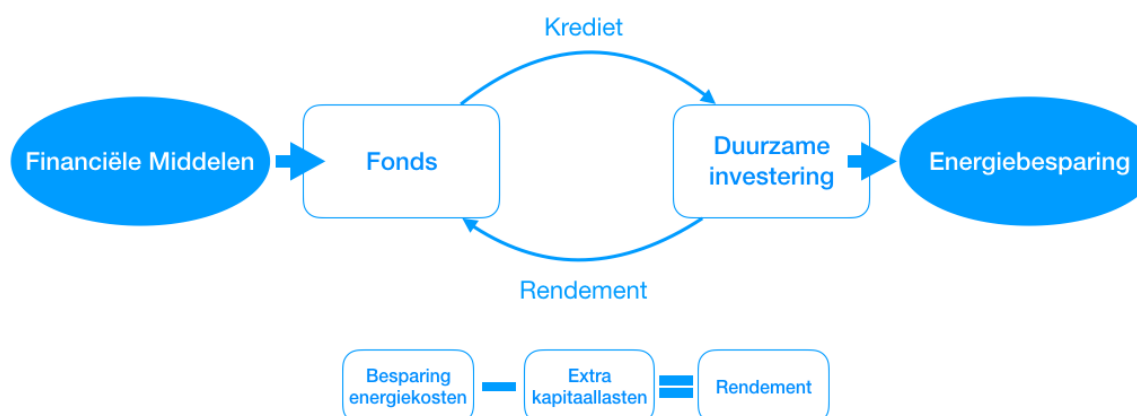 Krediet
Financiële Middelen
Fonds
Duurzame
investering
Energiebesparing
Rendement
Besparing
energiekosten
Extra
kapitaallasten
Rendement